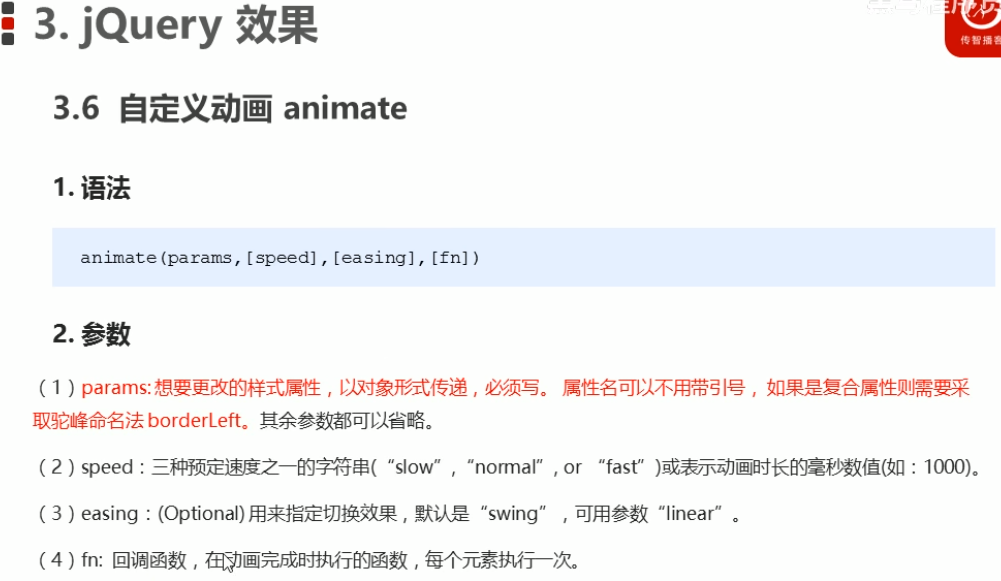 3. jQuery 效果
传智播客
3.6 自定义动画 animate
1. 语法
animate(params,[speed],[easing],[fn])
2. 参数
（1）params: 想要更改的样式属性，以对象形式传递，必须写。 属性名可以不用带引号， 如果是复合属性则需要采
取驼峰命名法 borderLeft。其余参数都可以省略。
（2）speed：三种预定速度之一的字符串(“slow”,“normal”, or “fast”)或表示动画时长的毫秒数值(如：1000)。
（3）easing：(Optional) 用来指定切换效果，默认是“swing”，可用参数“linear”。
（4）fn: 回调函数，在动画完成时执行的函数，每个元素执行一次。